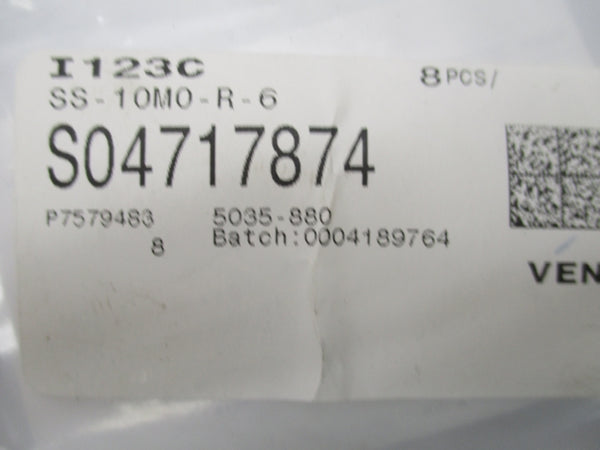 I123C
8PCS/
SS-10M0-R-6
S04717874
P7579483
5035-880
8
Batch:0004189764
VEN